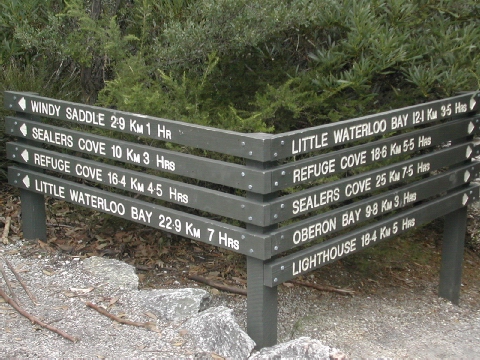 WINDY SADDLE 2·9 KM 1 HR
SEALERS COVE 10 KM 3 HRS
REFUGE COVE 16·4 KM 4·5 HRS
LITTLE WATERLOO BAY 22·9 KM 7 HRS
LITTLE WATERLOO BAY 12·1 KM 3·5 HRS
REFUGE COVE 18·6 KM 5·5 HRS
SEALERS COVE 25 KM 7·5 HRS
OBERON BAY 9·8 KM 3 HRS
LIGHTHOUSE 18·4 KM 5 HRS